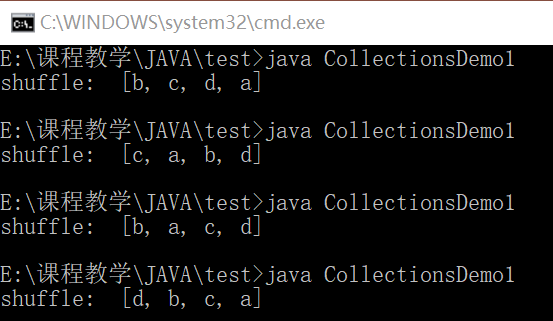 C:\WINDOWS\system32\cmd.exe
E:\课程教学\JAVA\test>java CollectionsDemo1
shuffle:  [b, c, d, a]
E:\课程教学\JAVA\test>java CollectionsDemo1
shuffle:  [c, a, b, d]
E:\课程教学\JAVA\test>java CollectionsDemo1
shuffle:  [b, a, c, d]
E:\课程教学\JAVA\test>java CollectionsDemo1
shuffle:  [d, b, c, a]